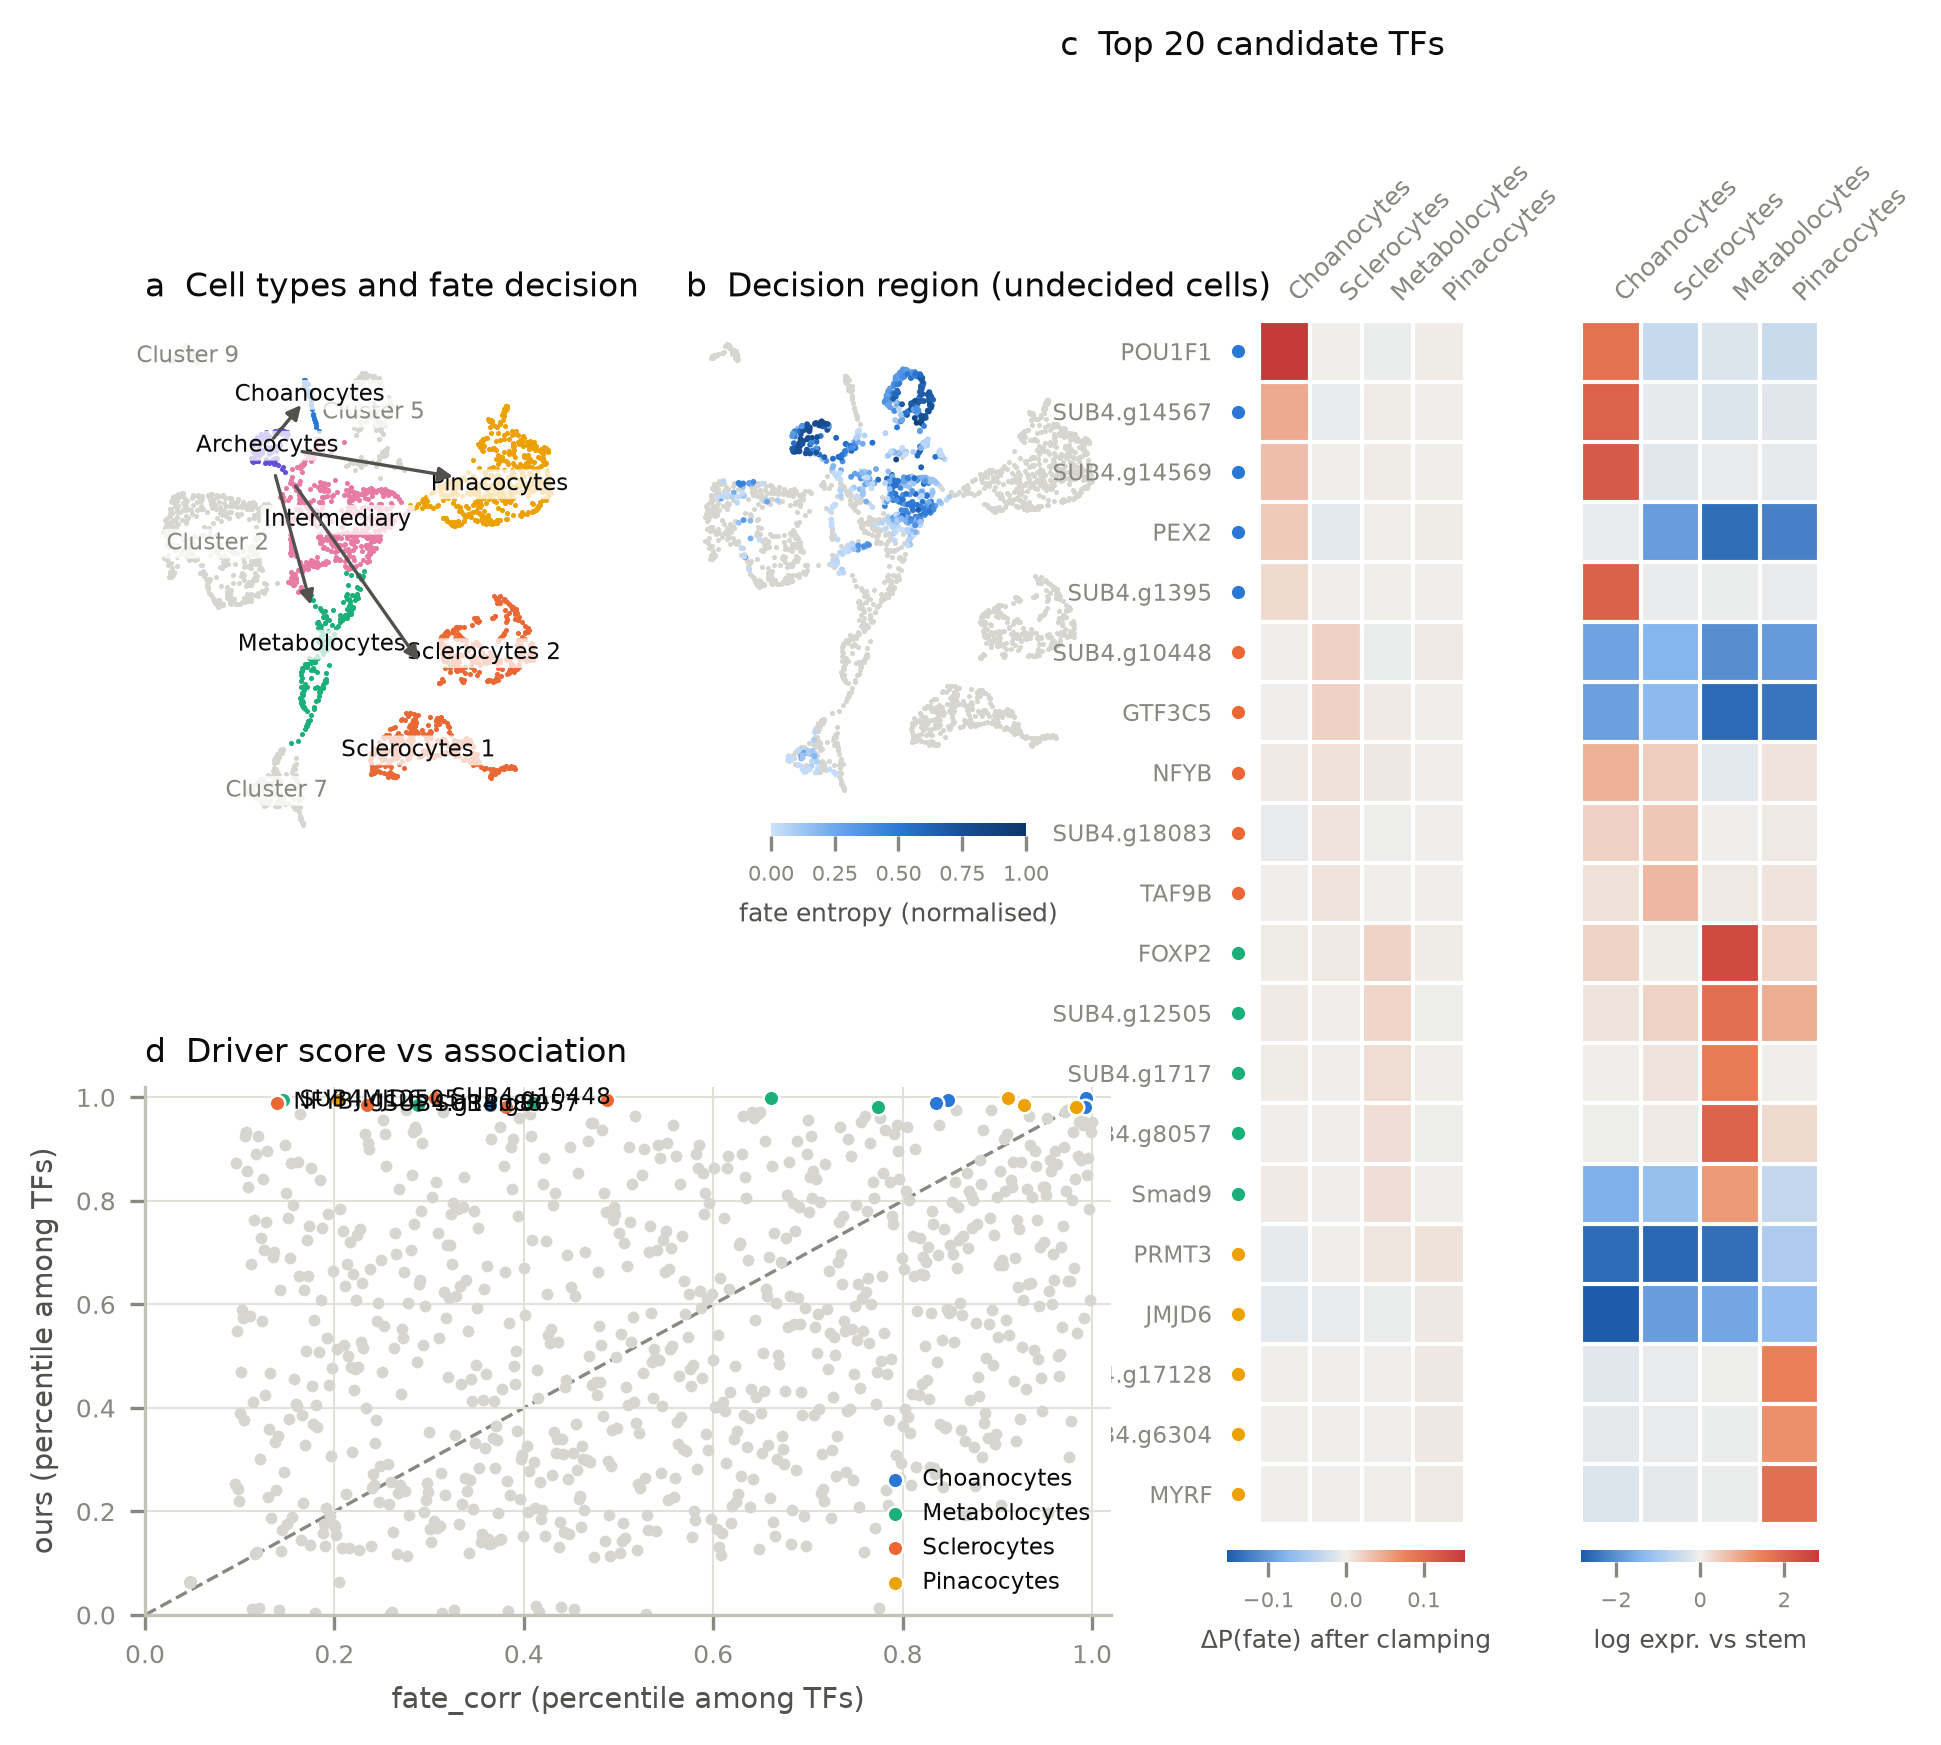 c Top 20 candidate TFs
a Cell types and fate decision
b Decision region (undecided cells)
Choanocytes
Sclerocytes
Metabolocytes
Pinacocytes
Choanocytes
Sclerocytes
Metabolocytes
Pinacocytes
Cluster 9
Choanocytes
Cluster 5
Archeocytes
Pinacocytes
Intermediary
Cluster 2
Metabolocytes
Sclerocytes 2
Sclerocytes 1
Cluster 7
0.00 0.25 0.50 0.75 1.00
fate entropy (normalised)
POU1F1
SUB4.g14567
SUB4.g14569
PEX2
SUB4.g1395
SUB4.g10448
GTF3C5
NFYB
SUB4.g18083
TAF9B
FOXP2
SUB4.g12505
SUB4.g1717
34.g8057
Smad9
PRMT3
JMJD6
.g17128
34.g6304
MYRF
−0.1 0.0 0.1
ΔP(fate) after clamping
−2 0 2
log expr. vs stem
d Driver score vs association
SUB4.g10448
1.0
0.8
0.6
0.4
0.2
0.0
ours (percentile among TFs)
Choanocytes
Metabolocytes
Sclerocytes
Pinacocytes
0.0 0.2 0.4 0.6 0.8 1.0
fate_corr (percentile among TFs)